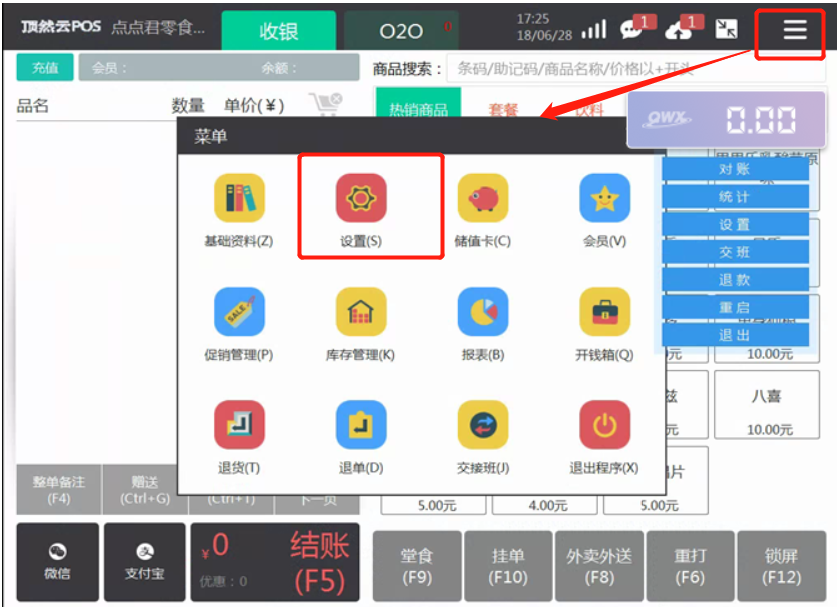 顶然云POS 点点君零食... 收银 O2O 0 17:25 1 1
18/06/28
充值 会员： 余额： 商品搜索： 条码/助记码/商品名称/价格以+开头
品名 数量 单价(¥) 热销商品 套餐 饮料
QWX 0.00
菜单
对账
统计
设置
交班
退款
重启
退出
基础资料(Z) 设置(S) 储值卡(C) 会员(V)
促销管理(P) 库存管理(K) 报表(B) 开钱箱(Q)
10.00元
八喜
10.00元
退货(T) 退单(D) 交接班(J) 退出程序(X)
整单备注 赠送
(F4) (Ctrl+G) (Ctrl+T) 下一页
5.00元 4.00元 5.00元
微信 支付宝 ¥0 优惠：0 结账
(F5)
堂食 挂单 外卖外送 重打 锁屏
(F9) (F10) (F8) (F6) (F12)